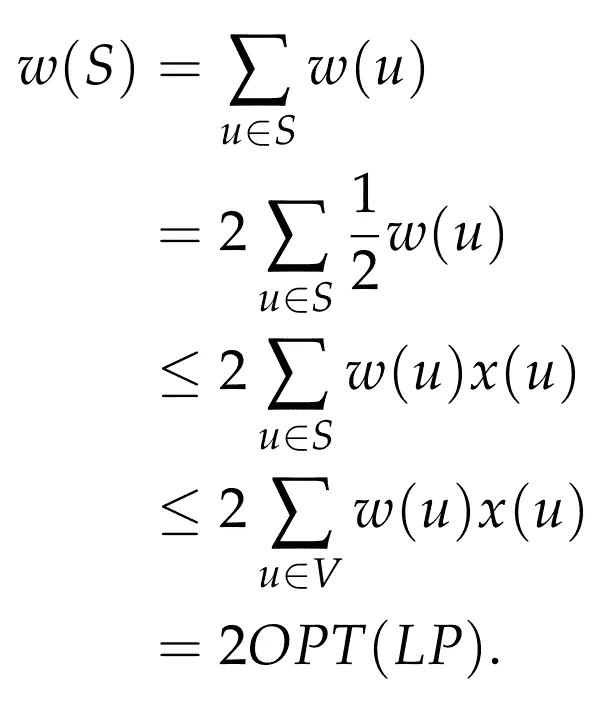 w(S) = ∑_{u∈S} w(u)
= 2 ∑_{u∈S} \frac{1}{2} w(u)
≤ 2 ∑_{u∈S} w(u)x(u)
≤ 2 ∑_{u∈V} w(u)x(u)
= 2OPT(LP).